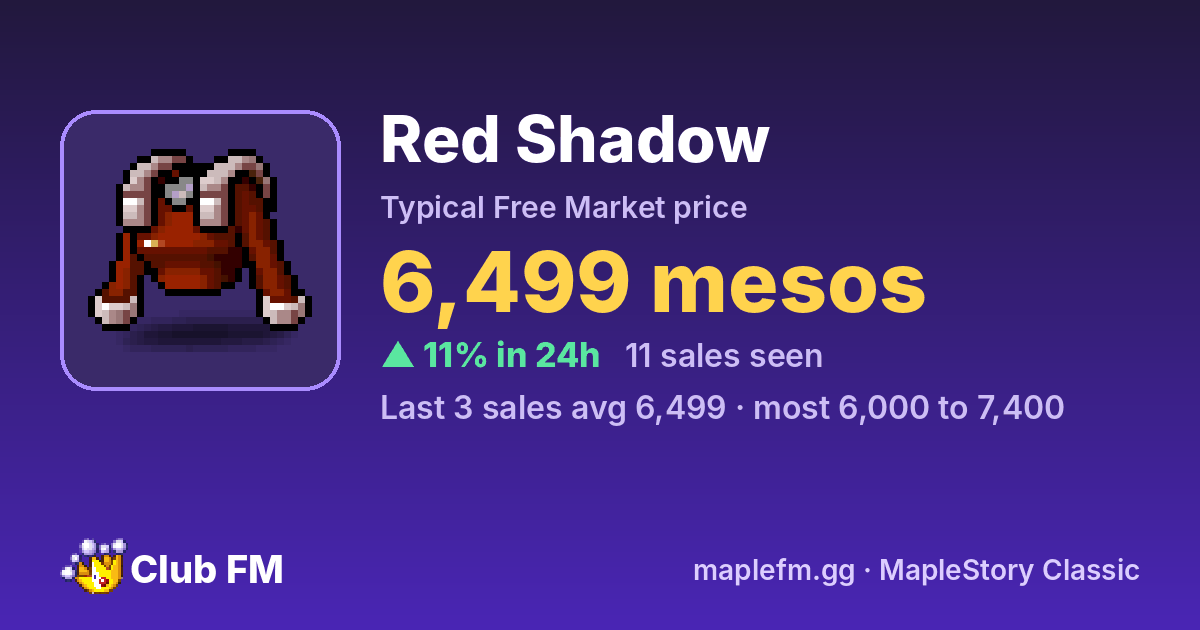 Red Shadow
Typical Free Market price
6,499 mesos
▲ 11% in 24h 11 sales seen
Last 3 sales avg 6,499 · most 6,000 to 7,400
Club FM
maplefm.gg · MapleStory Classic